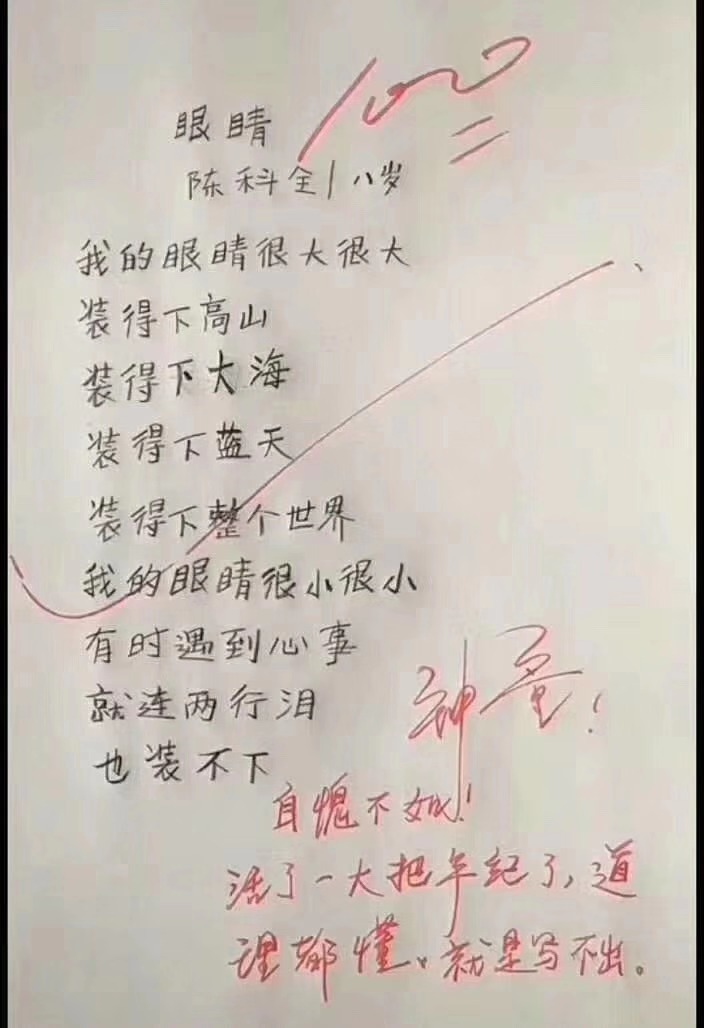 眼睛
100
陈科全/八岁
我的眼睛很大很大
装得下高山
装得下大海
装得下蓝天
装得下整个世界
我的眼睛很小很小
有时遇到心事
就连两行泪
也装不下
神童!
自愧不如!
活了一大把年纪了,道
理都懂。就是写不出。